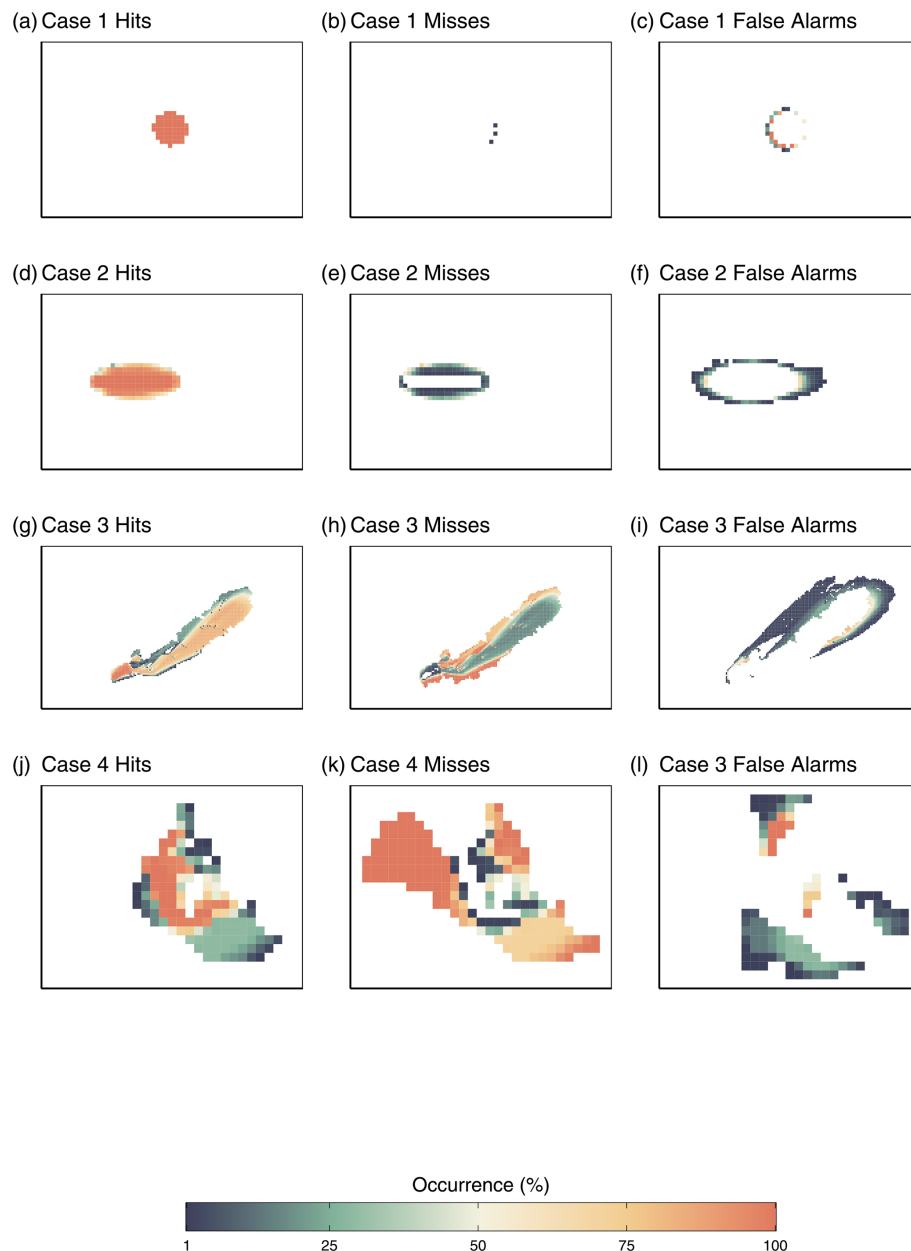 (a) Case 1 Hits
(b) Case 1 Misses
(c) Case 1 False Alarms
(d) Case 2 Hits
(e) Case 2 Misses
(f) Case 2 False Alarms
(g) Case 3 Hits
(h) Case 3 Misses
(i) Case 3 False Alarms
(j) Case 4 Hits
(k) Case 4 Misses
(l) Case 3 False Alarms
Occurrence (%)
1 25 50 75 100